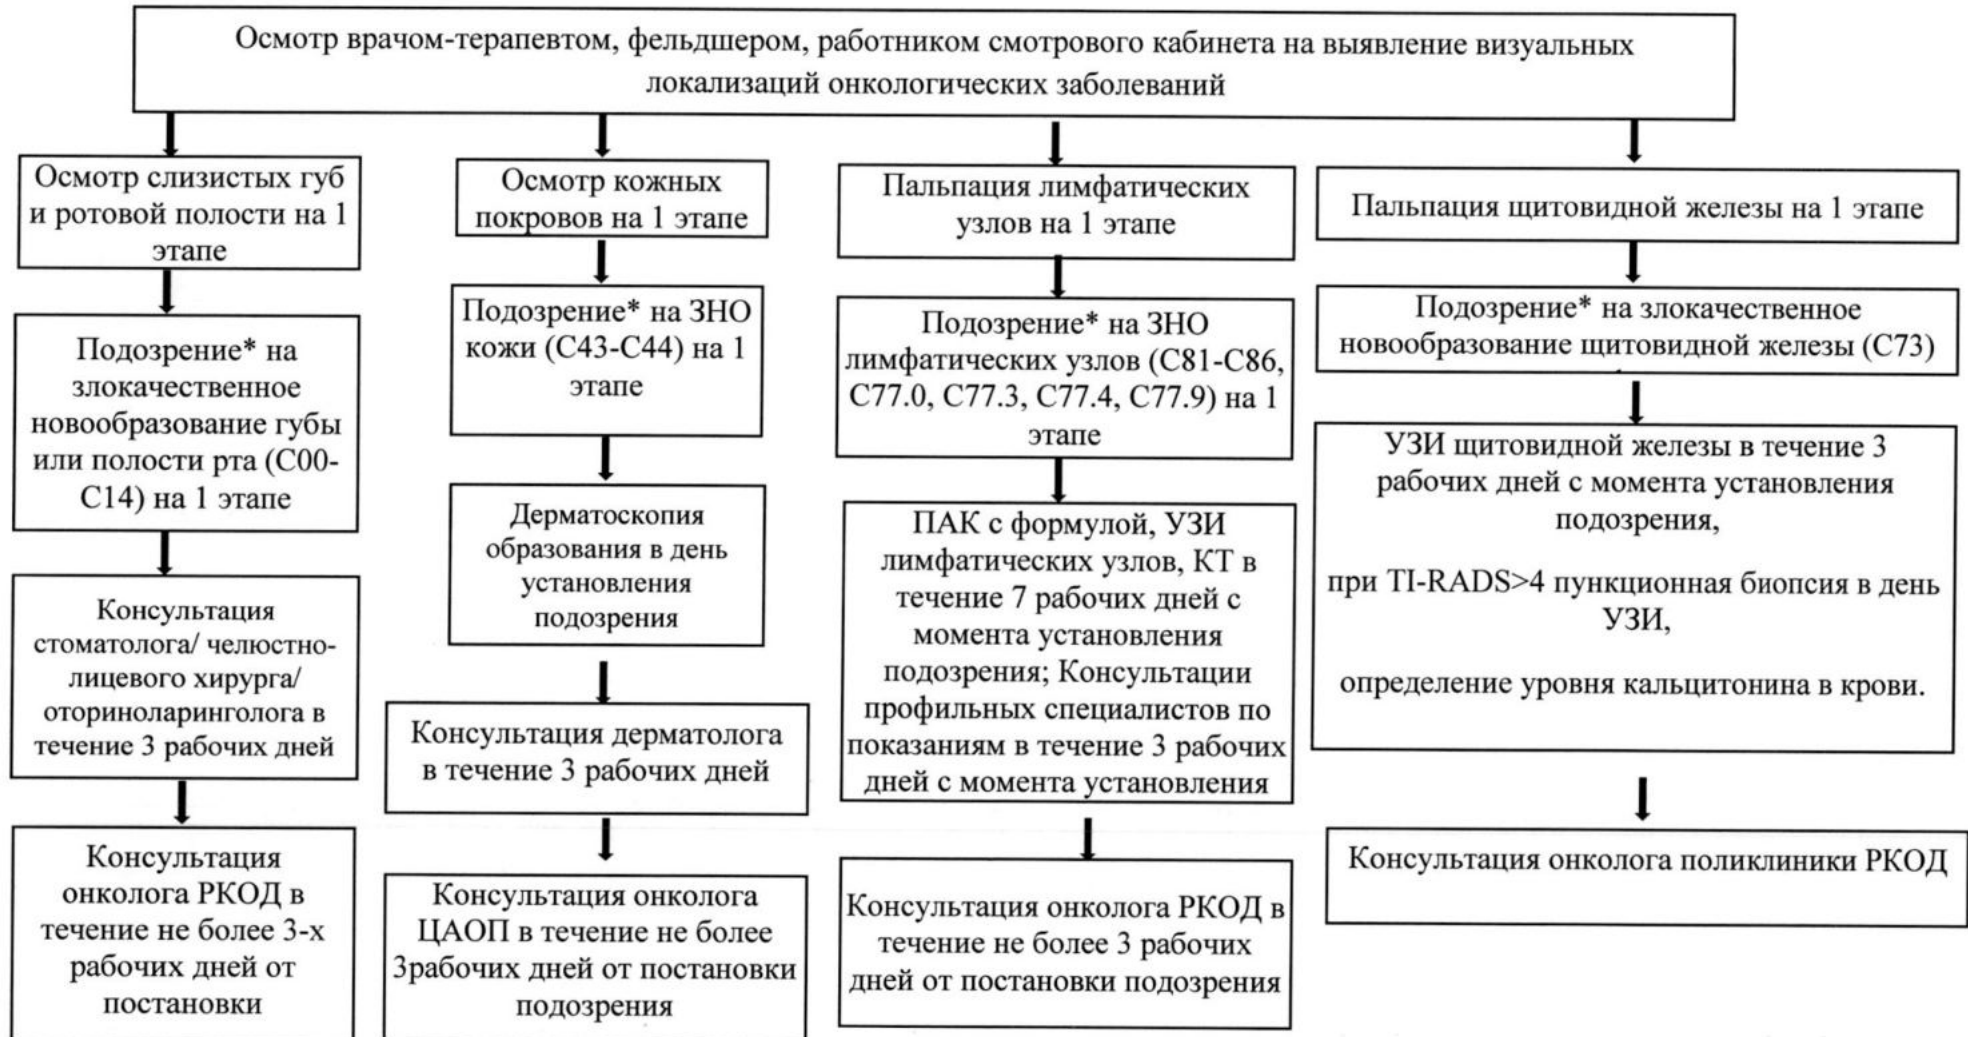 Осмотр врачом-терапевтом, фельдшером, работником смотрового кабинета на выявление визуальных
локализаций онкологических заболеваний
Осмотр слизистых губ
и ротовой полости на 1
этапе
Подозрение* на
злокачественное
новообразование губы
или полости рта (С00-
С14) на 1 этапе
Консультация
стоматолога/ челюстно-
лицевого хирурга/
оториноларинголога в
течение 3 рабочих дней
Консультация
онколога РКОД в
течение не более 3-х
рабочих дней от
постановки
Осмотр кожных
покровов на 1 этапе
Подозрение* на ЗНО
кожи (С43-С44) на 1
этапе
Дерматоскопия
образования в день
установления
подозрения
Консультация дерматолога
в течение 3 рабочих дней
Консультация онколога
ЦАОП в течение не более
3рабочих дней от постановки
подозрения
Пальпация лимфатических
узлов на 1 этапе
Подозрение* на ЗНО
лимфатических узлов (С81-С86,
С77.0, С77.3, С77.4, С77.9) на 1
этапе
ПАК с формулой, УЗИ
лимфатических узлов, КТ в
течение 7 рабочих дней с
момента установления
подозрения; Консультации
профильных специалистов по
показаниям в течение 3 рабочих
дней с момента установления
Консультация онколога РКОД в
течение не более 3 рабочих
дней от постановки подозрения
Пальпация щитовидной железы на 1 этапе
Подозрение* на злокачественное
новообразование щитовидной железы (С73)
УЗИ щитовидной железы в течение 3
рабочих дней с момента установления
подозрения,
при TI-RADS>4 пункционная биопсия в день
УЗИ,
определение уровня кальцитонина в крови.
Консультация онколога поликлиники РКОД